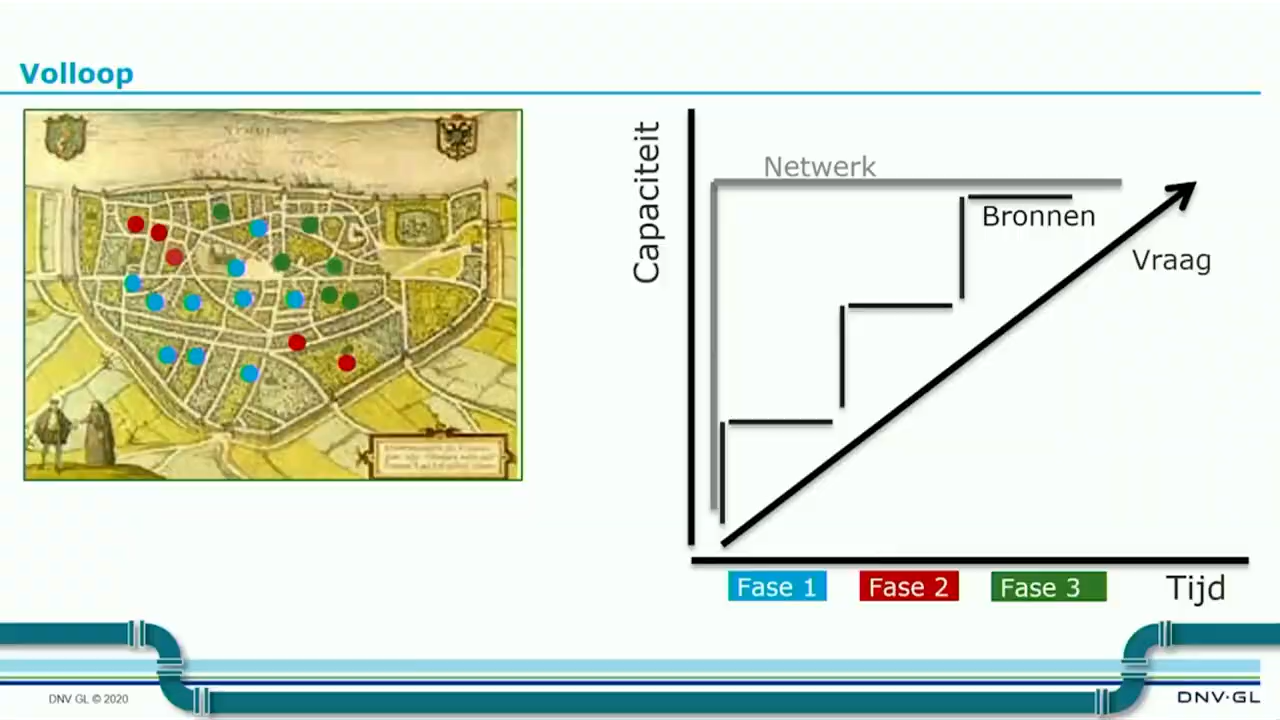 Volloop
Capaciteit
Netwerk
Bronnen
Vraag
Fase 1
Fase 2
Fase 3
Tijd
DNV GL © 2020
DNV·GL